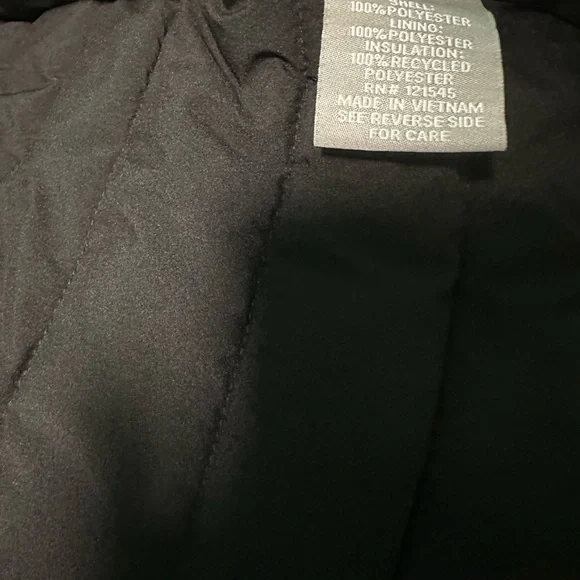 SHELL:
100%POLYESTER
LINING:
100%POLYESTER
INSULATION:
100%RECYCLED
POLYESTER
RN# 121545
MADE IN VIETNAM
SEE REVERSE SIDE
FOR CARE